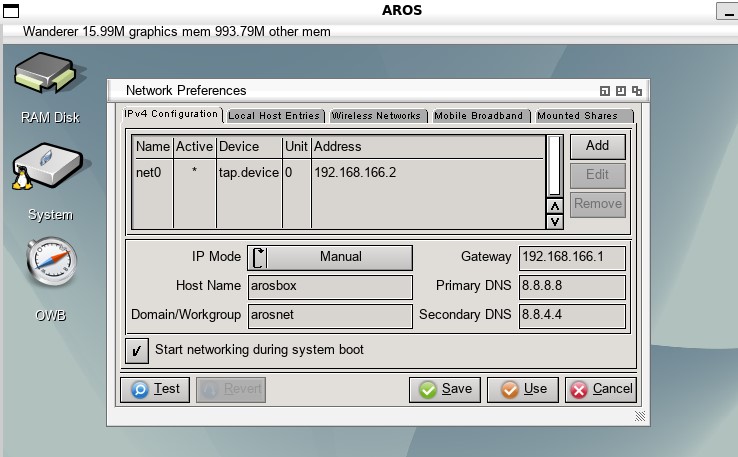 AROS
Wanderer 15.99M graphics mem 993.79M other mem
RAM Disk
System
OWB
Network Preferences
IPv4 Configuration Local Host Entries Wireless Networks Mobile Broadband Mounted Shares
Name Active Device Unit Address
net0 * tap.device 0 192.168.166.2
Add
Edit
Remove
IP Mode Manual Gateway 192.168.166.1
Host Name arosbox Primary DNS 8.8.8.8
Domain/Workgroup arosnet Secondary DNS 8.8.4.4
Start networking during system boot
Test Revert Save Use Cancel